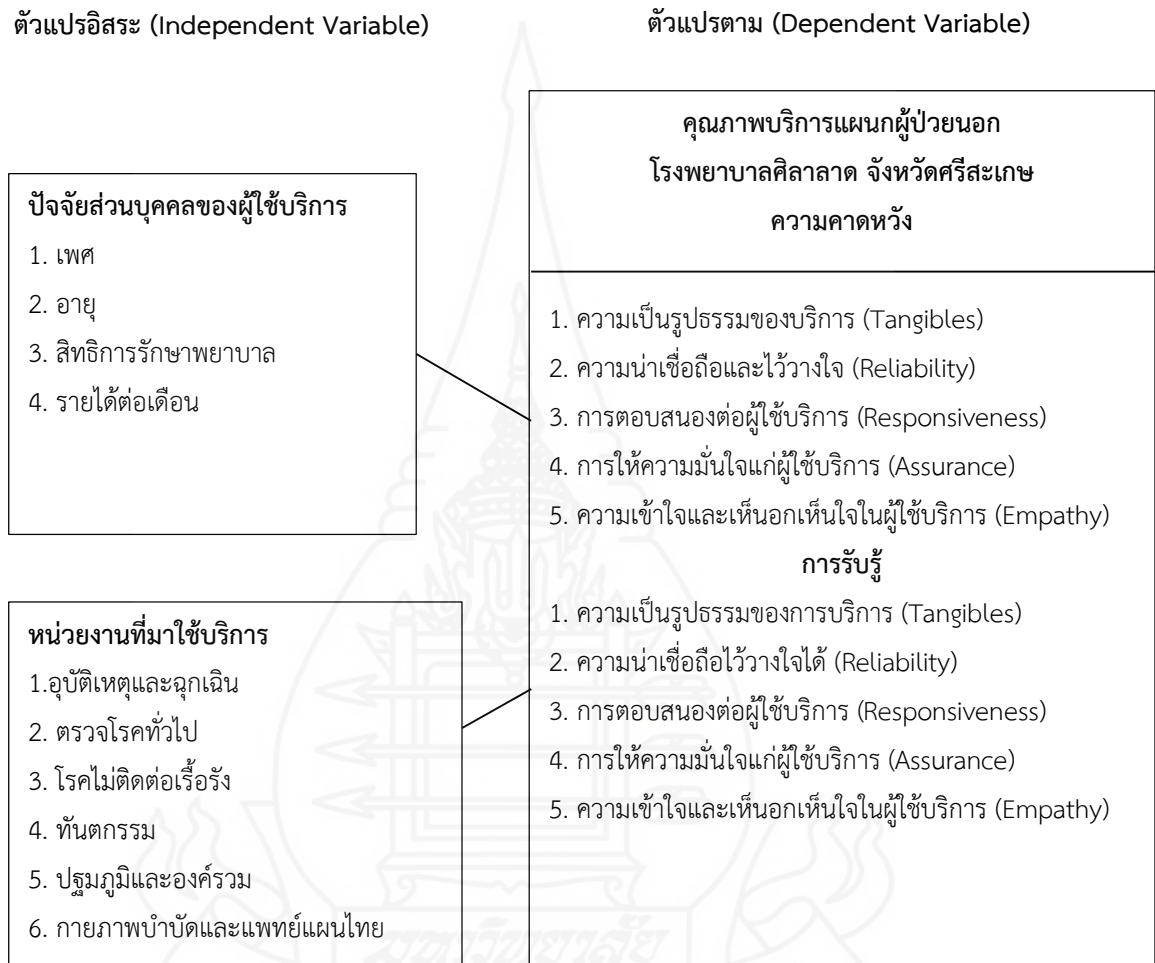 ตัวแปรอิสระ (Independent Variable)
ตัวแปรตาม (Dependent Variable)
ปัจจัยส่วนบุคคลของผู้ใช้บริการ
1. เพศ
2. อายุ
3. สิทธิการรักษาพยาบาล
4. รายได้ต่อเดือน
หน่วยงานที่มาใช้บริการ
1.อุบัติเหตุและฉุกเฉิน
2. ตรวจโรคทั่วไป
3. โรคไม่ติดต่อเรื้อรัง
4. ทันตกรรม
5. ปฐมภูมิและองค์รวม
6. กายภาพบำบัดและแพทย์แผนไทย
คุณภาพบริการแผนกผู้ป่วยนอก
โรงพยาบาลศิลาลาด จังหวัดศรีสะเกษ
ความคาดหวัง
1. ความเป็นรูปธรรมของบริการ (Tangibles)
2. ความน่าเชื่อถือและไว้วางใจ (Reliability)
3. การตอบสนองต่อผู้ใช้บริการ (Responsiveness)
4. การให้ความมั่นใจแก่ผู้ใช้บริการ (Assurance)
5. ความเข้าใจและเห็นอกเห็นใจในผู้ใช้บริการ (Empathy)
การรับรู้
1. ความเป็นรูปธรรมของการบริการ (Tangibles)
2. ความน่าเชื่อถือไว้วางใจได้ (Reliability)
3. การตอบสนองต่อผู้ใช้บริการ (Responsiveness)
4. การให้ความมั่นใจแก่ผู้ใช้บริการ (Assurance)
5. ความเข้าใจและเห็นอกเห็นใจในผู้ใช้บริการ (Empathy)